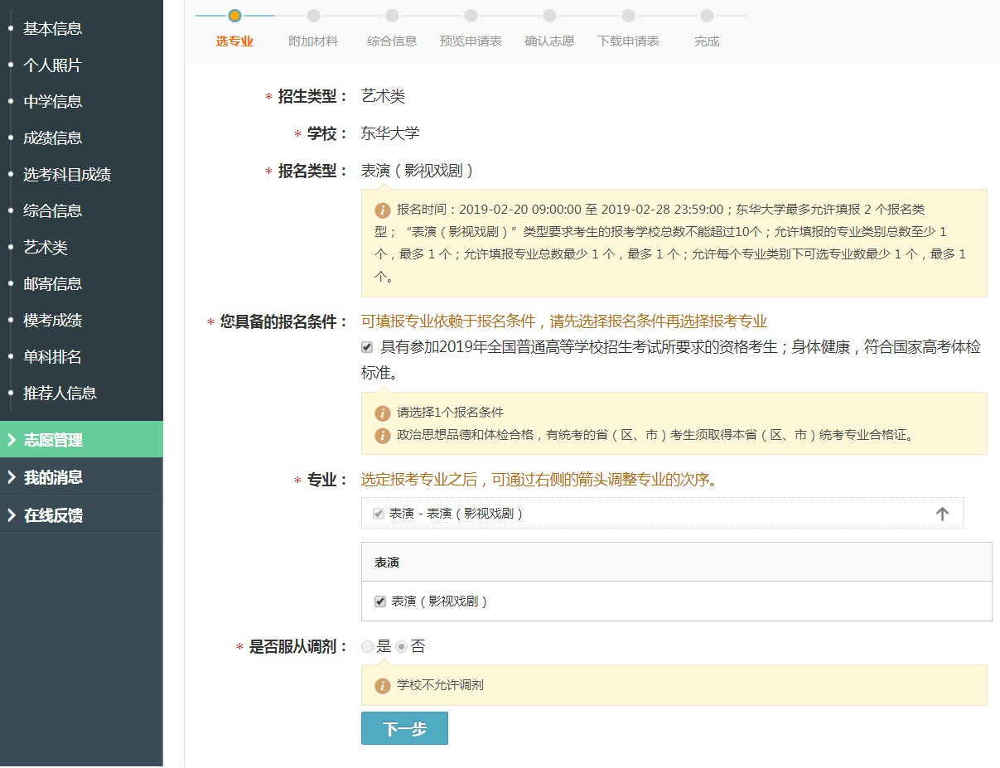 基本信息
个人照片
中学信息
成绩信息
选考科目成绩
综合信息
艺术类
邮寄信息
模考成绩
单科排名
推荐人信息
志愿管理
我的消息
在线反馈
选专业 附加材料 综合信息 预览申请表 确认志愿 下载申请表 完成
* 招生类型： 艺术类
* 学校： 东华大学
* 报名类型： 表演（影视戏剧）
报名时间：2019-02-20 09:00:00 至 2019-02-28 23:59:00；东华大学最多允许填报 2 个报名类
型；“表演（影视戏剧）”类型要求考生的报考学校总数不能超过10个；允许填报的专业类别总数至少 1
个，最多 1 个；允许填报专业总数最少 1 个，最多 1 个；允许每个专业类别下可选专业数最少 1 个，最多 1
个。
* 您具备的报名条件： 可填报专业依赖于报名条件，请先选择报名条件再选择报考专业
具有参加2019年全国普通高等学校招生考试所要求的资格考生；身体健康，符合国家高考体检
标准。
请选择1个报名条件
政治思想品德和体检合格，有统考的省（区、市）考生须取得本省（区、市）统考专业合格证。
* 专业： 选定报考专业之后，可通过右侧的箭头调整专业的次序。
表演 - 表演（影视戏剧）
表演
表演（影视戏剧）
* 是否服从调剂： 是 否
学校不允许调剂
下一步